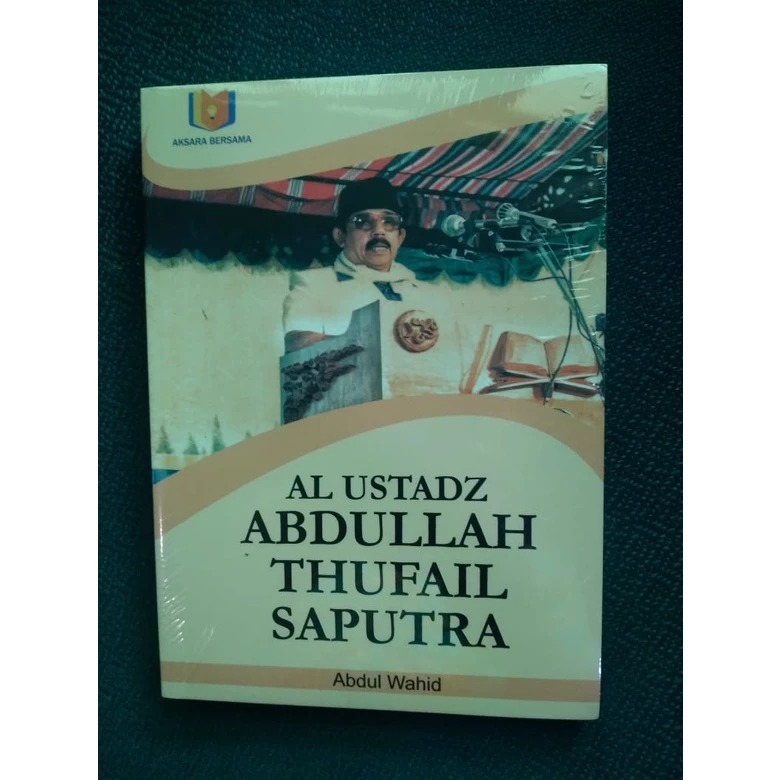 AKSARA BERSAMA
AL USTADZ
ABDULLAH
THUFAIL
SAPUTRA
Abdul Wahid